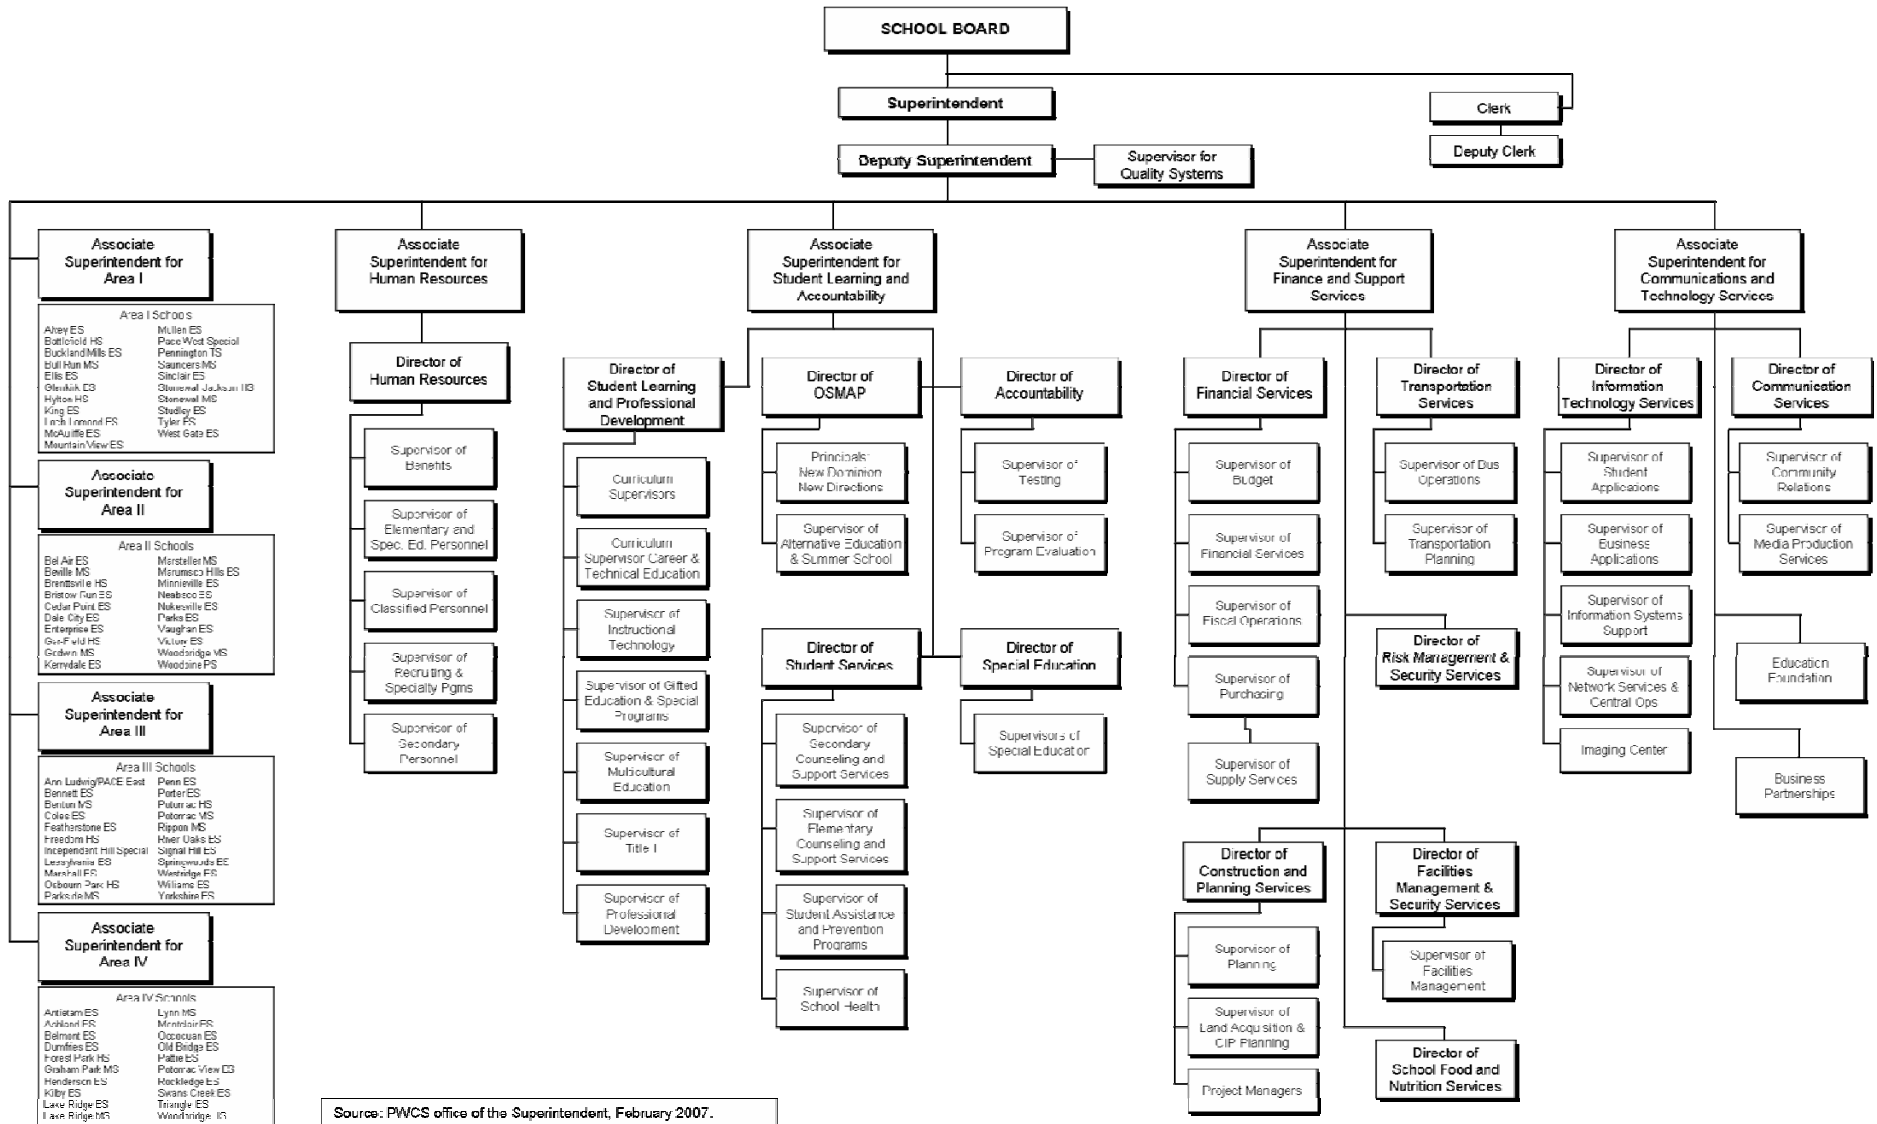 SCHOOL BOARD
Superintendent
Clerk
Deputy Superintendent
Supervisor for
Quality Systems
Deputy Clerk
Associate
Superintendent for
Area I
Area I Schools
Battlefield HS
Buckland Mills ES
Bull Run MS
Ellis ES
Hylton HS
King ES
Loch Lomond ES
McAuliffe ES
Mountain View ES
Mullen ES
Pace West Special
Pennington TS
Saunders MS
Sinclair ES
Stonewall Jackson HS
Stonewall MS
Sudley ES
Tyler ES
West Gate ES
Associate
Superintendent for
Area II
Area II Schools
Bel Air ES
Beville MS
Brentsville HS
Bristow Run ES
Cedar Point ES
Dale City ES
Enterprise ES
Gar-Field HS
Godwin MS
Kerrydale ES
Marsteller MS
Marumsco Hills ES
Minnieville ES
Neabsco ES
Nokesville ES
Parks ES
Vaughan ES
Victory ES
Woodbridge MS
Woodbine PS
Associate
Superintendent for
Area III
Area III Schools
Ann Ludwig/PACE East
Bennett ES
Benton MS
Coles ES
Featherstone ES
Freedom HS
Independent Hill Special
Leesylvania ES
Marshall ES
Osbourn Park HS
Parkside MS
Penn ES
Porter ES
Potomac HS
Potomac MS
Rippon MS
River Oaks ES
Signal Hill ES
Springwoods ES
Westridge ES
Williams ES
Yorkshire ES
Associate
Superintendent for
Area IV
Area IV Schools
Antietam ES
Ashland ES
Belmont ES
Dumfries ES
Forest Park HS
Graham Park MS
Henderson ES
Kilby ES
Lake Ridge ES
Lake Ridge MS
Lynn MS
Montclair ES
Occoquan ES
Old Bridge ES
Pattie ES
Potomac View ES
Rockledge ES
Swans Creek ES
Triangle ES
Woodbridge HS
Associate
Superintendent for
Human Resources
Director of
Human Resources
Supervisor of
Benefits
Supervisor of
Elementary and
Spec. Ed. Personnel
Supervisor of
Classified Personnel
Supervisor of
Recruiting &
Specialty Pgms
Supervisor of
Secondary
Personnel
Associate
Superintendent for
Student Learning and
Accountability
Director of
Student Learning
and Professional
Development
Curriculum
Supervisors
Curriculum
Supervisor Career &
Technical Education
Supervisor of
Instructional
Technology
Supervisor of Gifted
Education & Special
Programs
Supervisor of
Multicultural
Education
Supervisor of
Title I
Supervisor of
Professional
Development
Director of
OSMAP
Principals:
New Dominion
New Directions
Supervisor of
Alternative Education
& Summer School
Director of
Accountability
Supervisor of
Testing
Supervisor of
Program Evaluation
Director of
Student Services
Supervisor of
Secondary
Counseling and
Support Services
Supervisor of
Elementary
Counseling and
Support Services
Supervisor of
Student Assistance
and Prevention
Programs
Supervisor of
School Health
Director of
Special Education
Supervisors of
Special Education
Associate
Superintendent for
Finance and Support
Services
Director of
Financial Services
Supervisor of
Budget
Supervisor of
Financial Services
Supervisor of
Fiscal Operations
Supervisor of
Purchasing
Supervisor of
Supply Services
Director of
Transportation
Services
Supervisor of Bus
Operations
Supervisor of
Transportation
Planning
Director of
Risk Management &
Security Services
Director of
Construction and
Planning Services
Supervisor of
Planning
Supervisor of
Land Acquisition &
CIP Planning
Project Managers
Director of
Facilities
Management &
Security Services
Supervisor of
Facilities
Management
Director of
School Food and
Nutrition Services
Associate
Superintendent for
Communications and
Technology Services
Director of
Information
Technology Services
Supervisor of
Student
Applications
Supervisor of
Business
Applications
Supervisor of
Information Systems
Support
Supervisor of
Network Services &
Central Ops
Imaging Center
Director of
Communication
Services
Supervisor of
Community
Relations
Supervisor of
Media Production
Services
Education
Foundation
Business
Partnerships
Source: PWCS office of the Superintendent, February 2007.